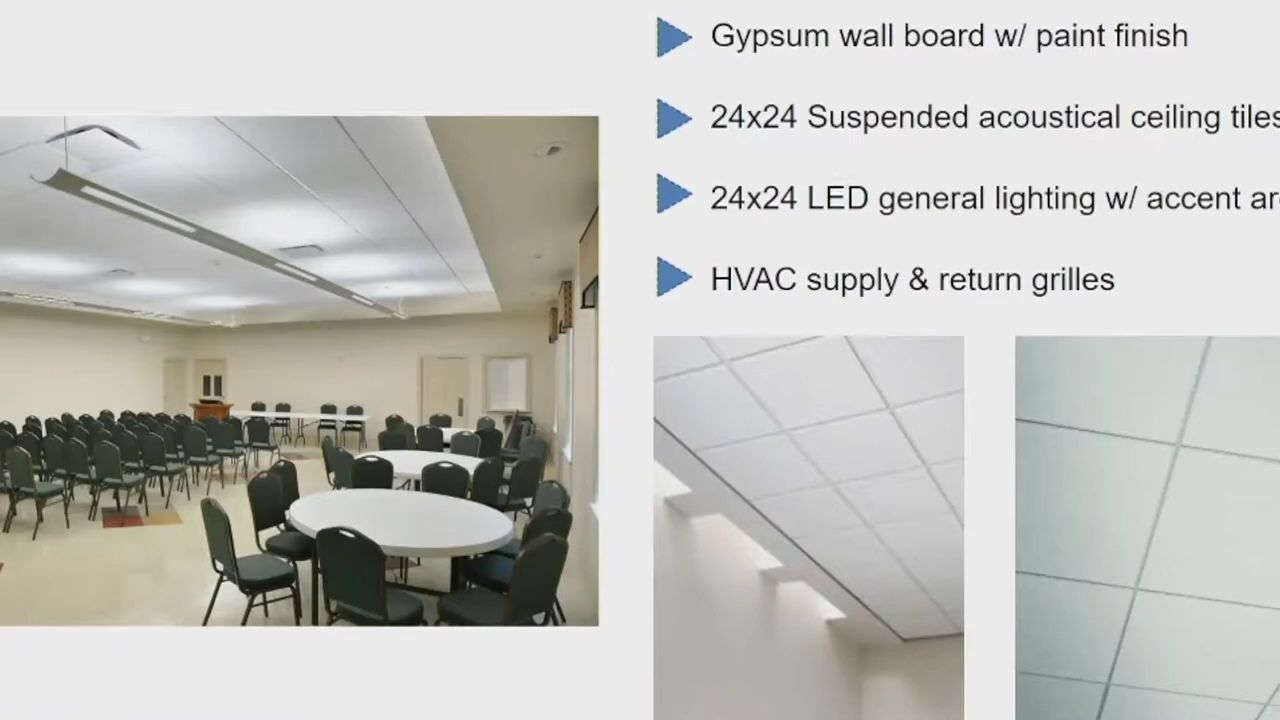 Gypsum wall board w/ paint finish
24x24 Suspended acoustical ceiling tiles
24x24 LED general lighting w/ accent
HVAC supply & return grilles